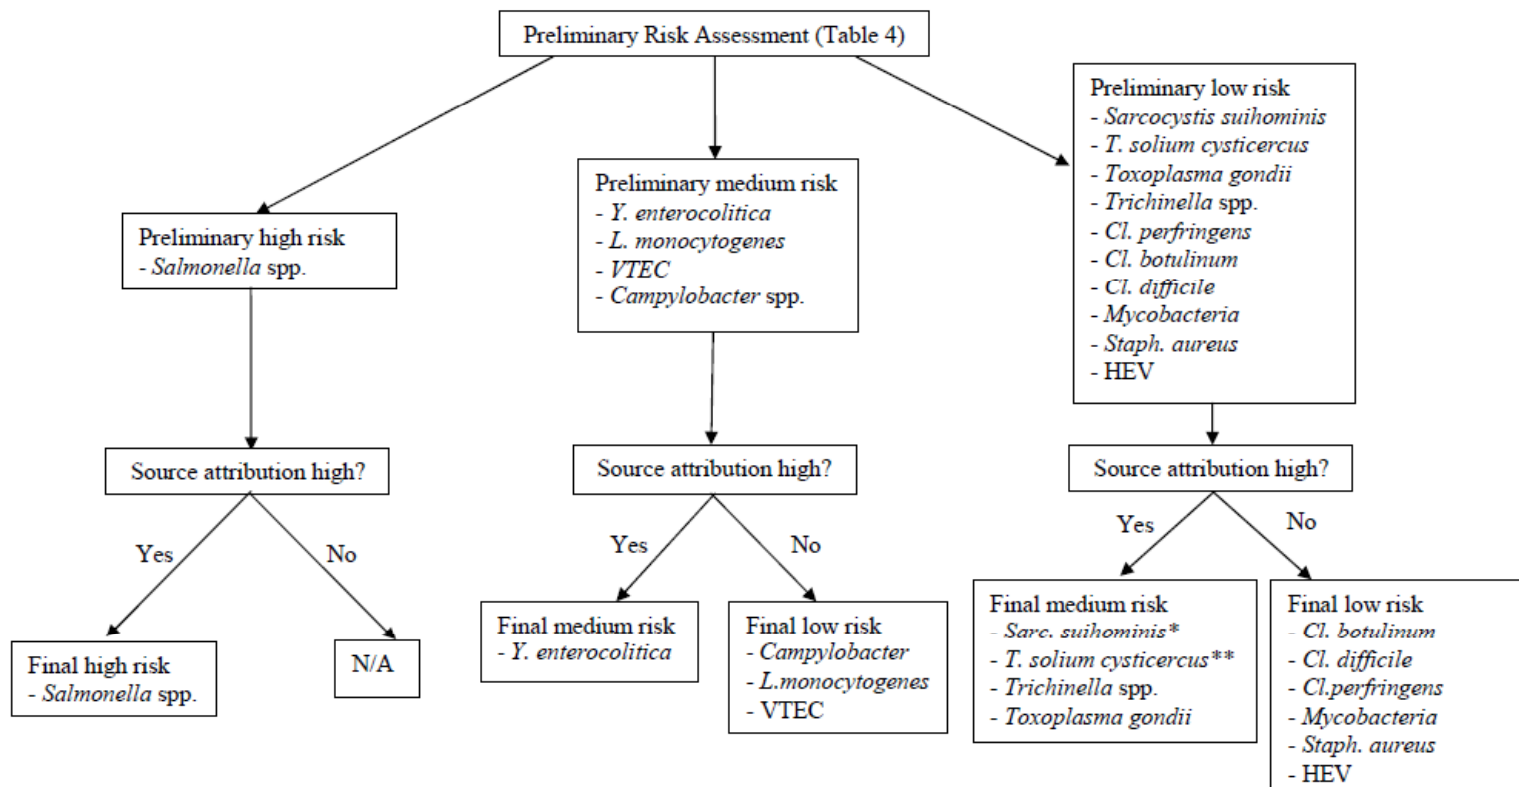 Preliminary Risk Assessment (Table 4)
Preliminary high risk
- Salmonella spp.
Preliminary medium risk
- Y. enterocolitica
- L. monocytogenes
- VTEC
- Campylobacter spp.
Preliminary low risk
- Sarcocystis suihominis
- T. solium cysticercus
- Toxoplasma gondii
- Trichinella spp.
- Cl. perfringens
- Cl. botulinum
- Cl. difficile
- Mycobacteria
- Staph. aureus
- HEV
Source attribution high?
Source attribution high?
Source attribution high?
Yes
No
Yes
No
Yes
No
Final high risk
- Salmonella spp.
N/A
Final medium risk
- Y. enterocolitica
Final low risk
- Campylobacter
- L.monocytogenes
- VTEC
Final medium risk
- Sarc. suihominis*
- T. solium cysticercus**
- Trichinella spp.
- Toxoplasma gondii
Final low risk
- Cl. botulinum
- Cl. difficile
- Cl.perfringens
- Mycobacteria
- Staph. aureus
- HEV